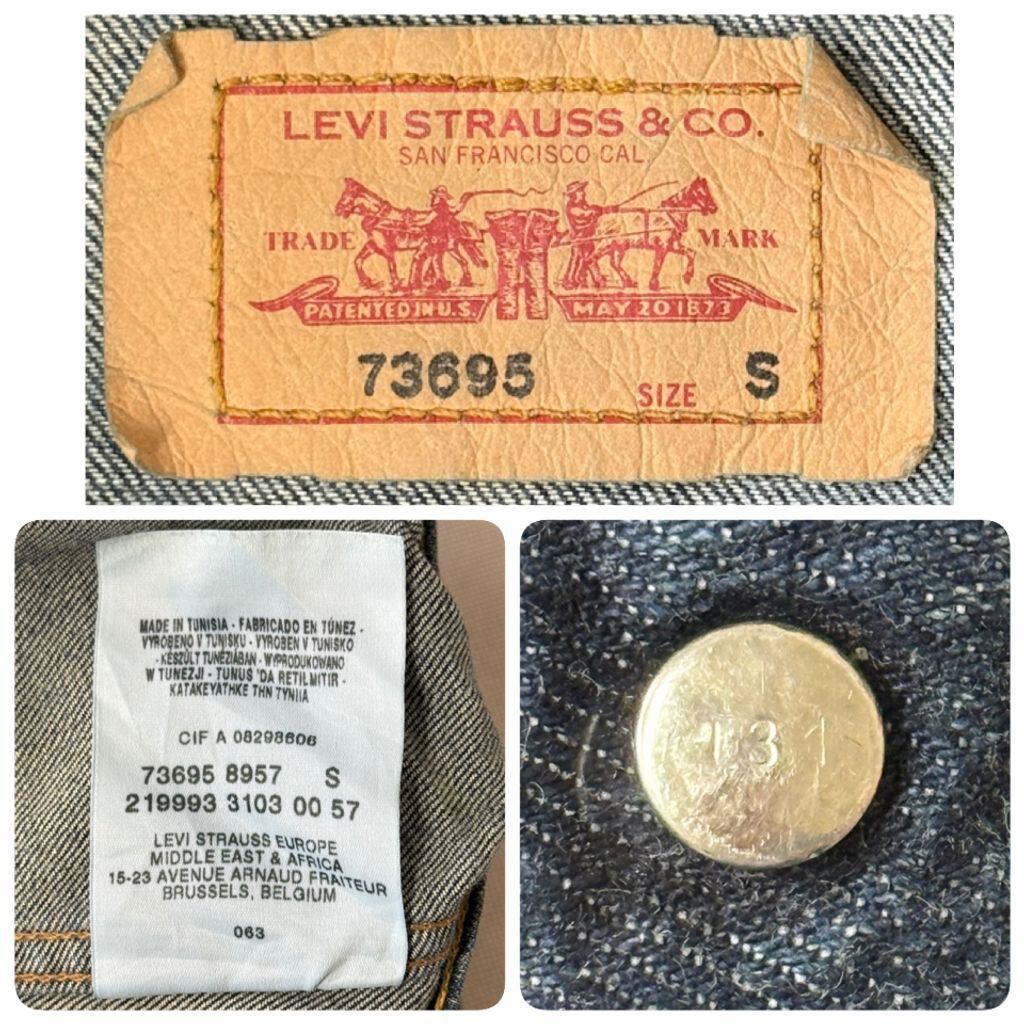 LEVI STRAUSS & CO.
SAN FRANCISCO CAL
TRADE MARK
PATENTED IN U.S. MAY 20 1873
73695 SIZE S
MADE IN TUNISIA - FABRICADO EN TÚNEZ -
VYROBENO V TUNISKU - VYROBEN V TUNISKO
- KÉSZÜLT TUNÉZIÁBAN - WYPRODUKOWANO
W TUNEZJI - TUNUS 'DA RETILMITIR -
KATAKEYATHKE THN TYNIIA
CIF A 08298606
73695 8957 S
219993 3103 00 57
LEVI STRAUSS EUROPE
MIDDLE EAST & AFRICA
15-23 AVENUE ARNAUD FRAITEUR
BRUSSELS, BELGIUM
063
131